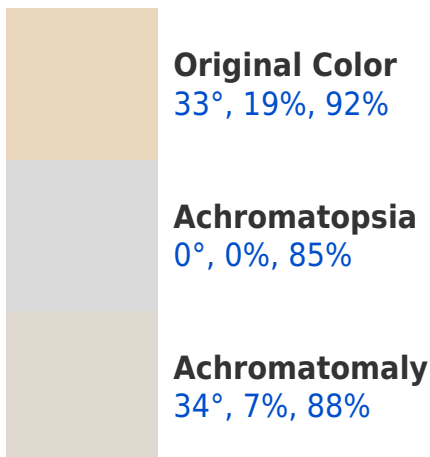 Original Color
33°, 19%, 92%
Achromatopsia
0°, 0%, 85%
Achromatomaly
34°, 7%, 88%